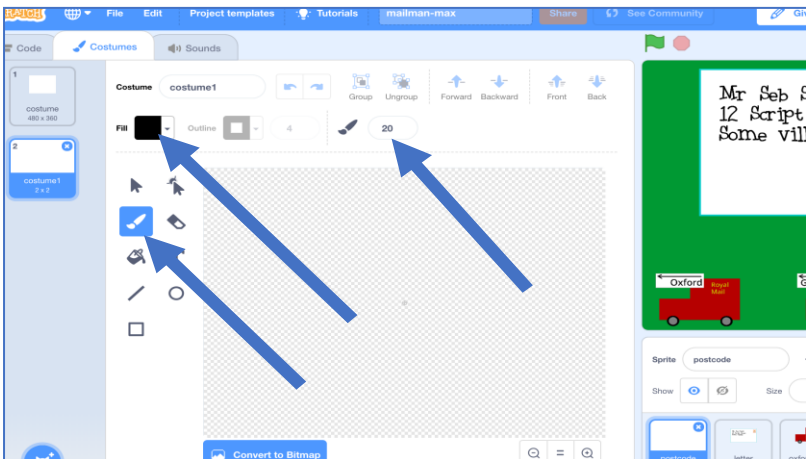 File Edit Project templates Tutorials mailman-max Share See Community
Code Costumes Sounds
1
costume
480 x 360
2
costume1
2 x 2
Costume costume1 Group Ungroup Forward Backward Front Back
Fill Outline 4 20
Convert to Bitmap
Mr Seb S
12 Script
Some vill
Oxford
Royal
Mail
G
Sprite postcode
Show Size
postcode letter oxfo